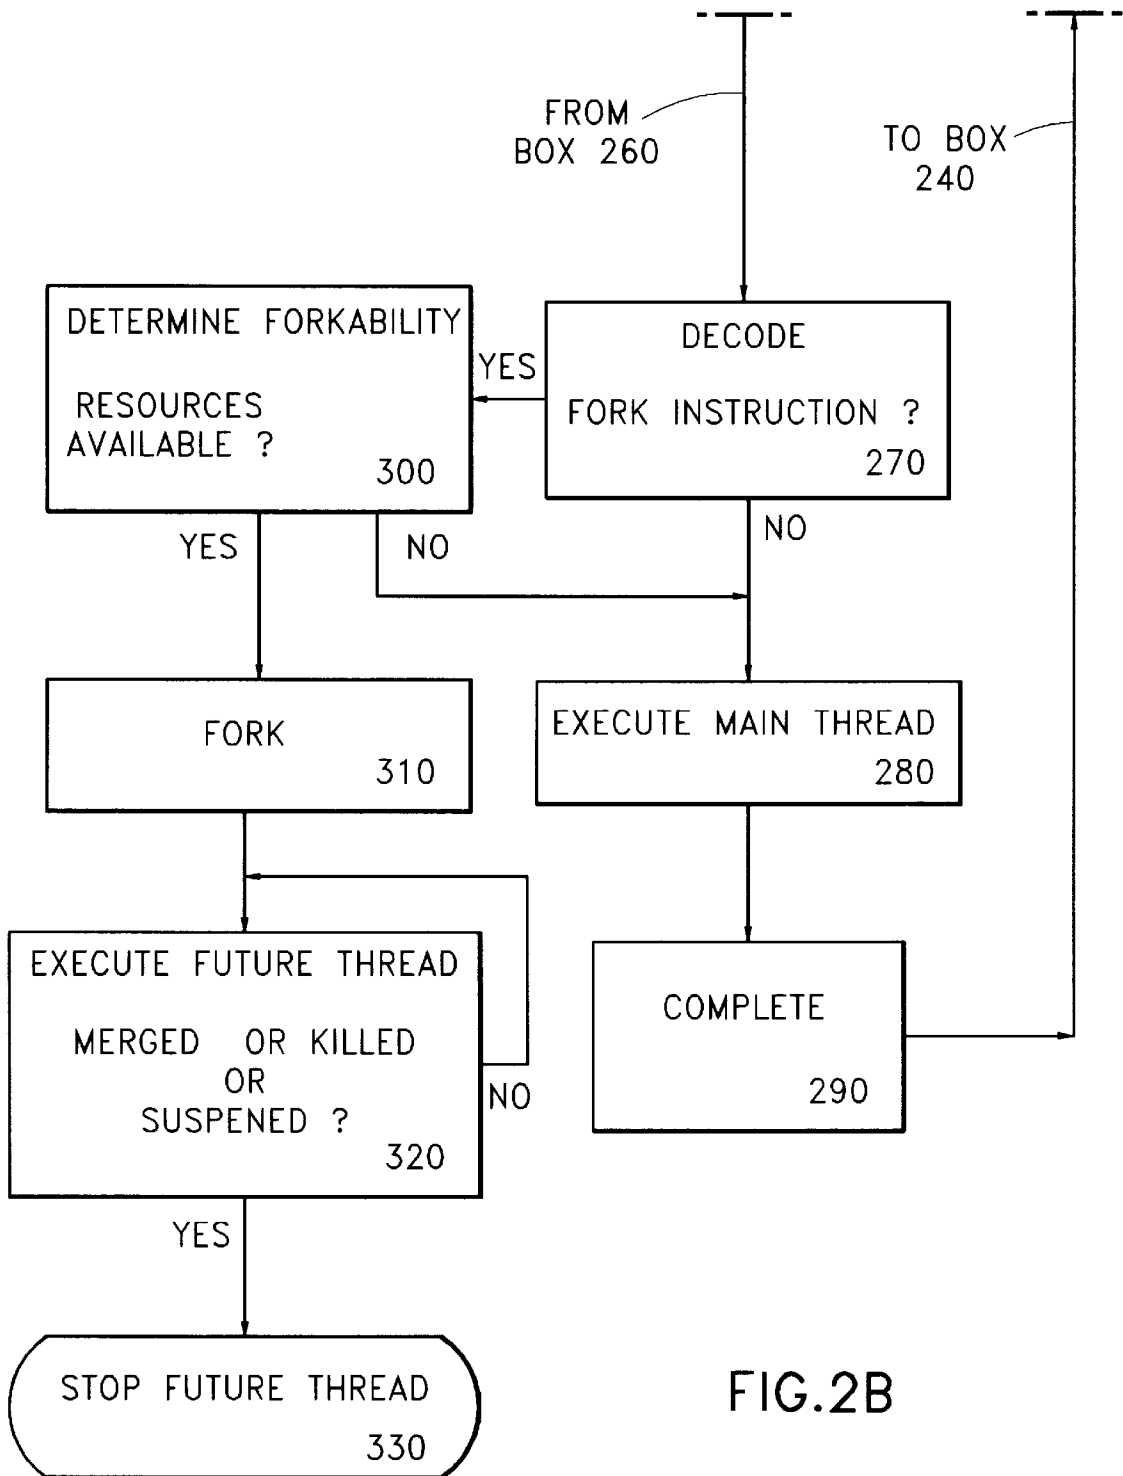 FROM
BOX 260
TO BOX
240
DETERMINE FORKABILITY
RESOURCES
AVAILABLE ?
300
YES
DECODE
FORK INSTRUCTION ?
270
YES
NO
NO
FORK
310
EXECUTE MAIN THREAD
280
EXECUTE FUTURE THREAD
MERGED OR KILLED
OR
SUSPENED ?
320
NO
COMPLETE
290
YES
STOP FUTURE THREAD
330
FIG.2B